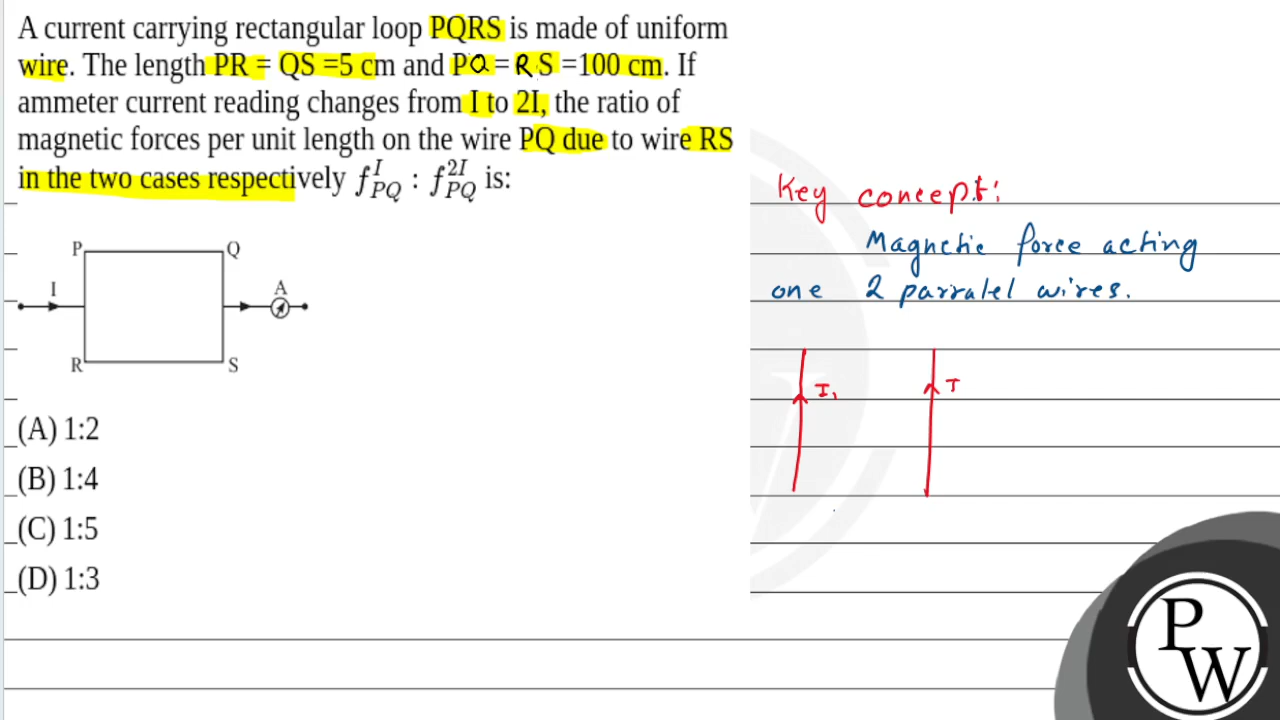 A current carrying rectangular loop PQRS is made of uniform
wire. The length PR = QS =5 cm and PQ=RS =100 cm. If
ammeter current reading changes from I to 2I, the ratio of
magnetic forces per unit length on the wire PQ due to wire RS
in the two cases respectively f^I_PQ : f^2I_PQ is:
P Q
I A
R S
(A) 1:2
(B) 1:4
(C) 1:5
(D) 1:3
Key concept:
Magnetic force acting
one 2 parralel wires.
I₁ I
P
W